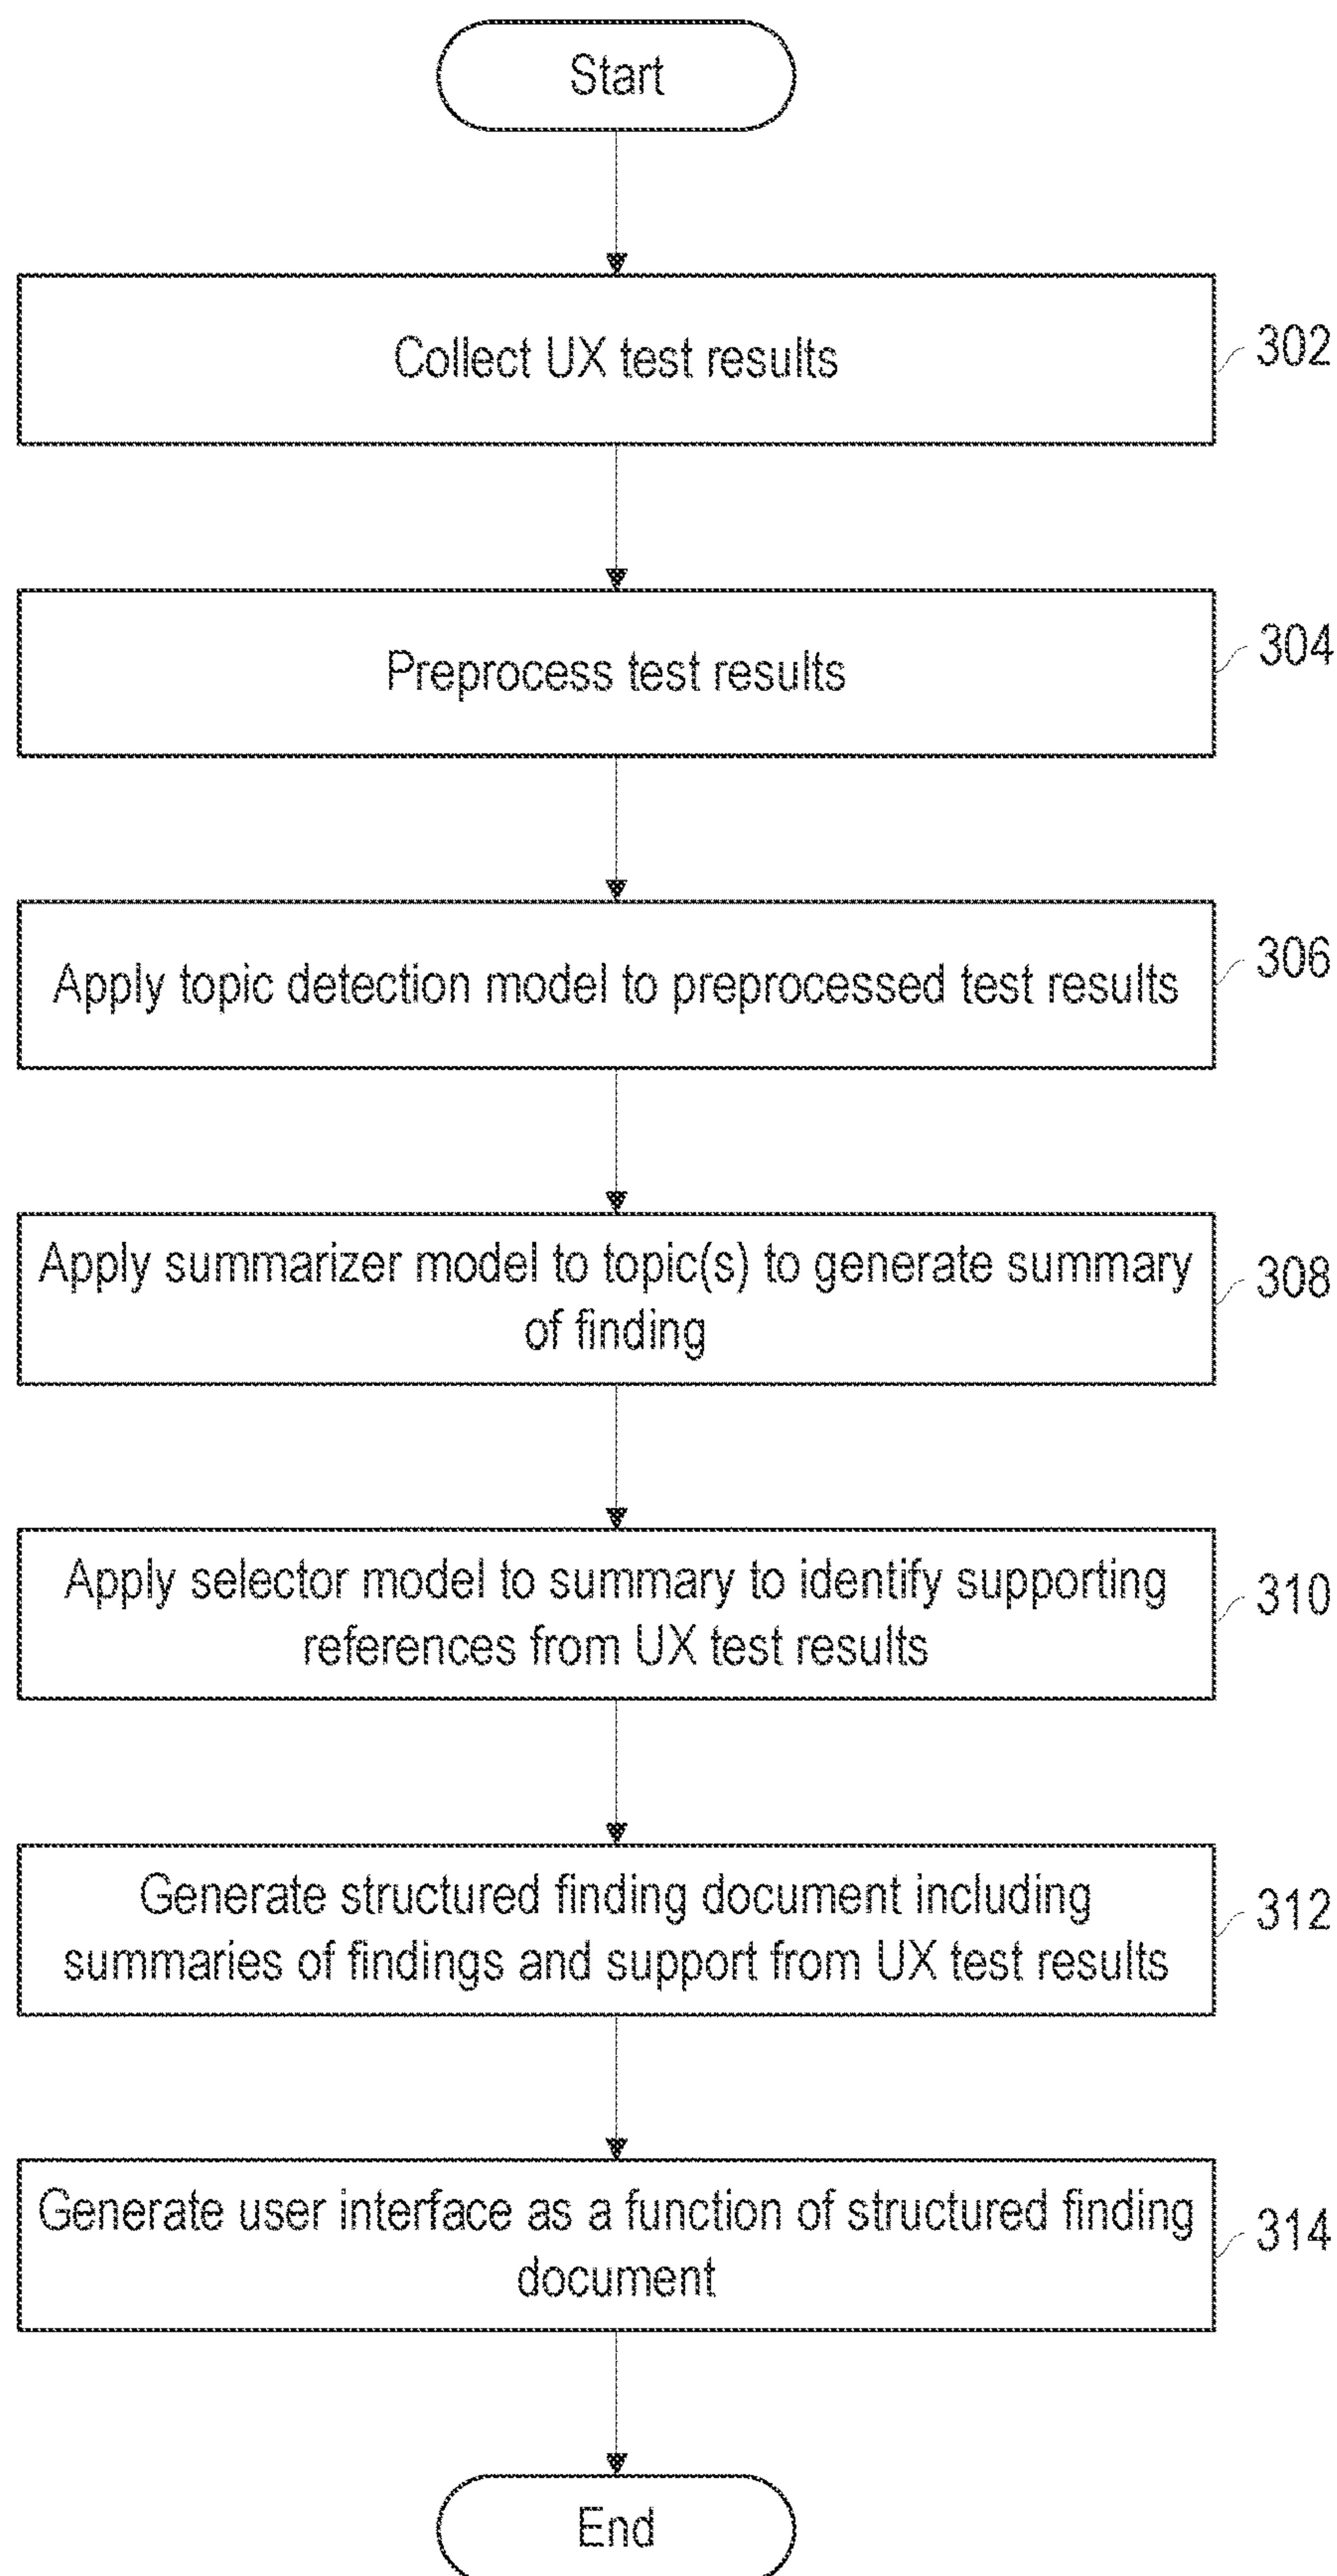 Start
Collect UX test results
302
Preprocess test results
304
Apply topic detection model to preprocessed test results
306
Apply summarizer model to topic(s) to generate summary
of finding
308
Apply selector model to summary to identify supporting
references from UX test results
310
Generate structured finding document including
summaries of findings and support from UX test results
312
Generate user interface as a function of structured finding
document
314
End